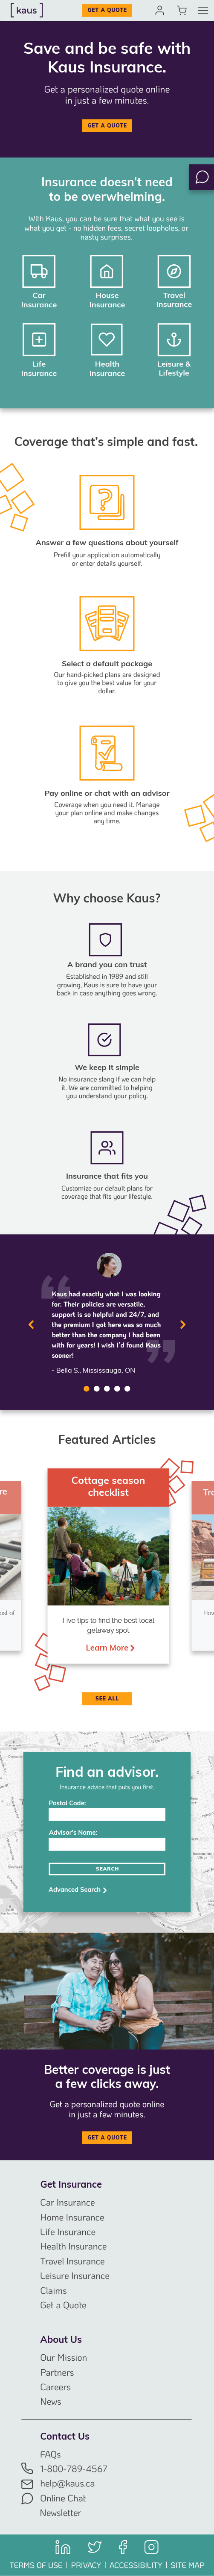 [kaus]
GET A QUOTE
Save and be safe with
Kaus Insurance.
Get a personalized quote online
in just a few minutes.
GET A QUOTE
Insurance doesn't need
to be overwhelming.
With Kaus, you can be sure that what you see is
what you get - no hidden fees, secret loopholes, or
nasty surprises.
Car
Insurance
House
Insurance
Travel
Insurance
Life
Insurance
Health
Insurance
Leisure &
Lifestyle
Coverage that's simple and fast.
Answer a few questions about yourself
Prefill your application automatically
or enter details yourself.
Select a default package
Our hand-picked plans are designed
to give you the best value for your
dollar.
Pay online or chat with an advisor
Coverage when you need it. Manage
your plan online and make changes
any time.
Why choose Kaus?
A brand you can trust
Established in 1989 and still
growing, Kaus is sure to have your
back in case anything goes wrong.
We keep it simple
No insurance slang if we can help
it. We are committed to helping
you understand your policy.
Insurance that fits you
Customize our default plans for
coverage that fits your lifestyle.
Kaus had exactly what I was looking
for. Their policies are versatile,
support is so helpful and 24/7, and
the premium I got here was so much
better than the company I had been
with for years! I wish I'd found Kaus
sooner!
- Bella S., Mississauga, ON
Featured Articles
re
ost of
Cottage season
checklist
Five tips to find the best local
getaway spot
Learn More
Tra
How
SEE ALL
Find an advisor.
Insurance advice that puts you first.
Postal Code:
Advisor's Name:
SEARCH
Advanced Search
Better coverage is just
a few clicks away.
Get a personalized quote online
in just a few minutes.
GET A QUOTE
Get Insurance
Car Insurance
Home Insurance
Life Insurance
Health Insurance
Travel Insurance
Leisure Insurance
Claims
Get a Quote
About Us
Our Mission
Partners
Careers
News
Contact Us
FAQs
1-800-789-4567
help@kaus.ca
Online Chat
Newsletter
TERMS OF USE | PRIVACY | ACCESSIBILITY | SITE MAP